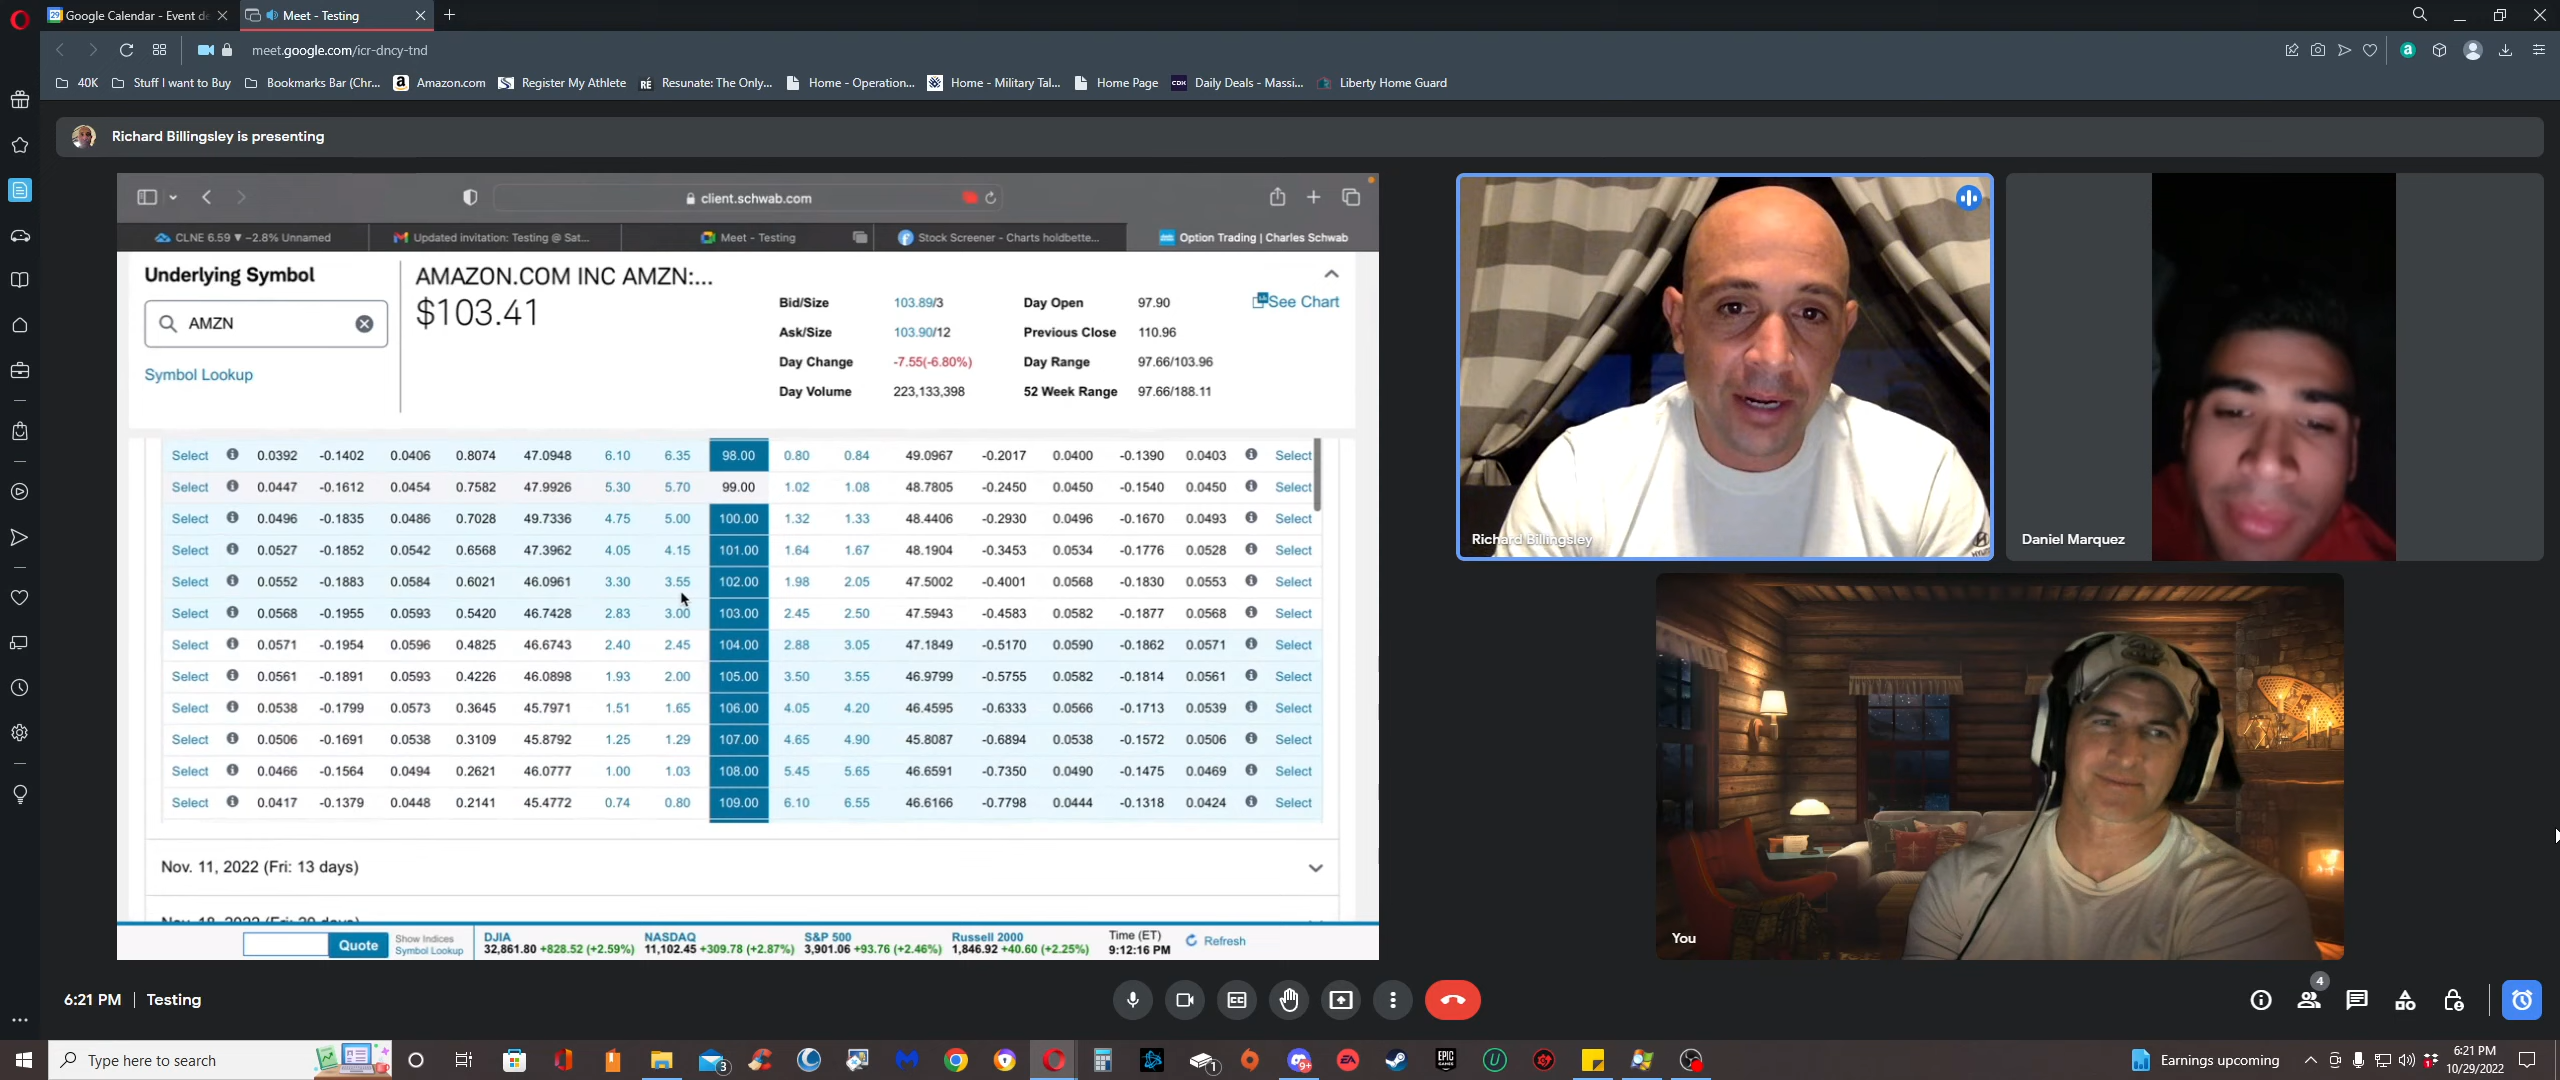 Google Calendar - Event de
Meet - Testing
meet.google.com/icr-dncy-tnd
40K
Stuff I want to Buy
Bookmarks Bar (Chr...
Amazon.com
Register My Athlete
RÉ Resunate: The Only...
Home - Operation...
Home - Military Tal...
Home Page
CDK Daily Deals - Massi...
Liberty Home Guard
Richard Billingsley is presenting
client.schwab.com
CLNE 6.59 ▼ −2.8% Unnamed
Updated invitation: Testing @ Sat...
Meet - Testing
Stock Screener - Charts holdbette...
Option Trading | Charles Schwab
Underlying Symbol
AMZN
Symbol Lookup
AMAZON.COM INC AMZN:...
$103.41
Bid/Size 103.89/3 Day Open 97.90
Ask/Size 103.90/12 Previous Close 110.96
Day Change -7.55(-6.80%) Day Range 97.66/103.96
Day Volume 223,133,398 52 Week Range 97.66/188.11
See Chart
Select 0.0392 -0.1402 0.0406 0.8074 47.0948 6.10 6.35 98.00 0.80 0.84 49.0967 -0.2017 0.0400 -0.1390 0.0403 Select
Select 0.0447 -0.1612 0.0454 0.7582 47.9926 5.30 5.70 99.00 1.02 1.08 48.7805 -0.2450 0.0450 -0.1540 0.0450 Select
Select 0.0496 -0.1835 0.0486 0.7028 49.7336 4.75 5.00 100.00 1.32 1.33 48.4406 -0.2930 0.0496 -0.1670 0.0493 Select
Select 0.0527 -0.1852 0.0542 0.6568 47.3962 4.05 4.15 101.00 1.64 1.67 48.1904 -0.3453 0.0534 -0.1776 0.0528 Select
Select 0.0552 -0.1883 0.0584 0.6021 46.0961 3.30 3.55 102.00 1.98 2.05 47.5002 -0.4001 0.0568 -0.1830 0.0553 Select
Select 0.0568 -0.1955 0.0593 0.5420 46.7428 2.83 3.00 103.00 2.45 2.50 47.5943 -0.4583 0.0582 -0.1877 0.0568 Select
Select 0.0571 -0.1954 0.0596 0.4825 46.6743 2.40 2.45 104.00 2.88 3.05 47.1849 -0.5170 0.0590 -0.1862 0.0571 Select
Select 0.0561 -0.1891 0.0593 0.4226 46.0898 1.93 2.00 105.00 3.50 3.55 46.9799 -0.5755 0.0582 -0.1814 0.0561 Select
Select 0.0538 -0.1799 0.0573 0.3645 45.7971 1.51 1.65 106.00 4.05 4.20 46.4595 -0.6333 0.0566 -0.1713 0.0539 Select
Select 0.0506 -0.1691 0.0538 0.3109 45.8792 1.25 1.29 107.00 4.65 4.90 45.8087 -0.6894 0.0538 -0.1572 0.0506 Select
Select 0.0466 -0.1564 0.0494 0.2621 46.0777 1.00 1.03 108.00 5.45 5.65 46.6591 -0.7350 0.0490 -0.1475 0.0469 Select
Select 0.0417 -0.1379 0.0448 0.2141 45.4772 0.74 0.80 109.00 6.10 6.55 46.6166 -0.7798 0.0444 -0.1318 0.0424 Select
Nov. 11, 2022 (Fri: 13 days)
Nov. 18, 2022 (Fri: 20 days)
Quote
Show Indices
Symbol Lookup
DJIA
32,861.80 +828.52 (+2.59%)
NASDAQ
11,102.45 +309.78 (+2.87%)
S&P 500
3,901.06 +93.76 (+2.46%)
Russell 2000
1,846.92 +40.60 (+2.25%)
Time (ET)
9:12:16 PM
Refresh
Richard Billingsley
Daniel Marquez
You
6:21 PM | Testing
4
Type here to search
3
1
9+
EA
EPIC GAMES
Earnings upcoming
6:21 PM
10/29/2022